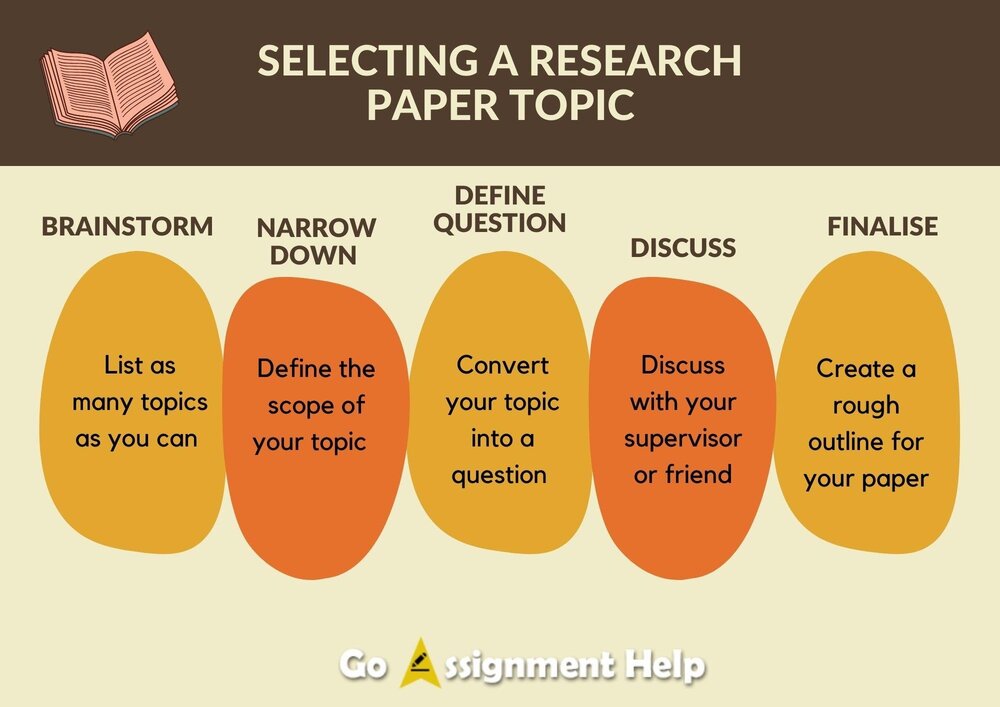 SELECTING A RESEARCH
PAPER TOPIC
BRAINSTORM
List as
many topics
as you can
NARROW
DOWN
Define the
scope of
your topic
DEFINE
QUESTION
Convert
your topic
into a
question
DISCUSS
Discuss
with your
supervisor
or friend
FINALISE
Create a
rough
outline for
your paper
Go Assignment Help